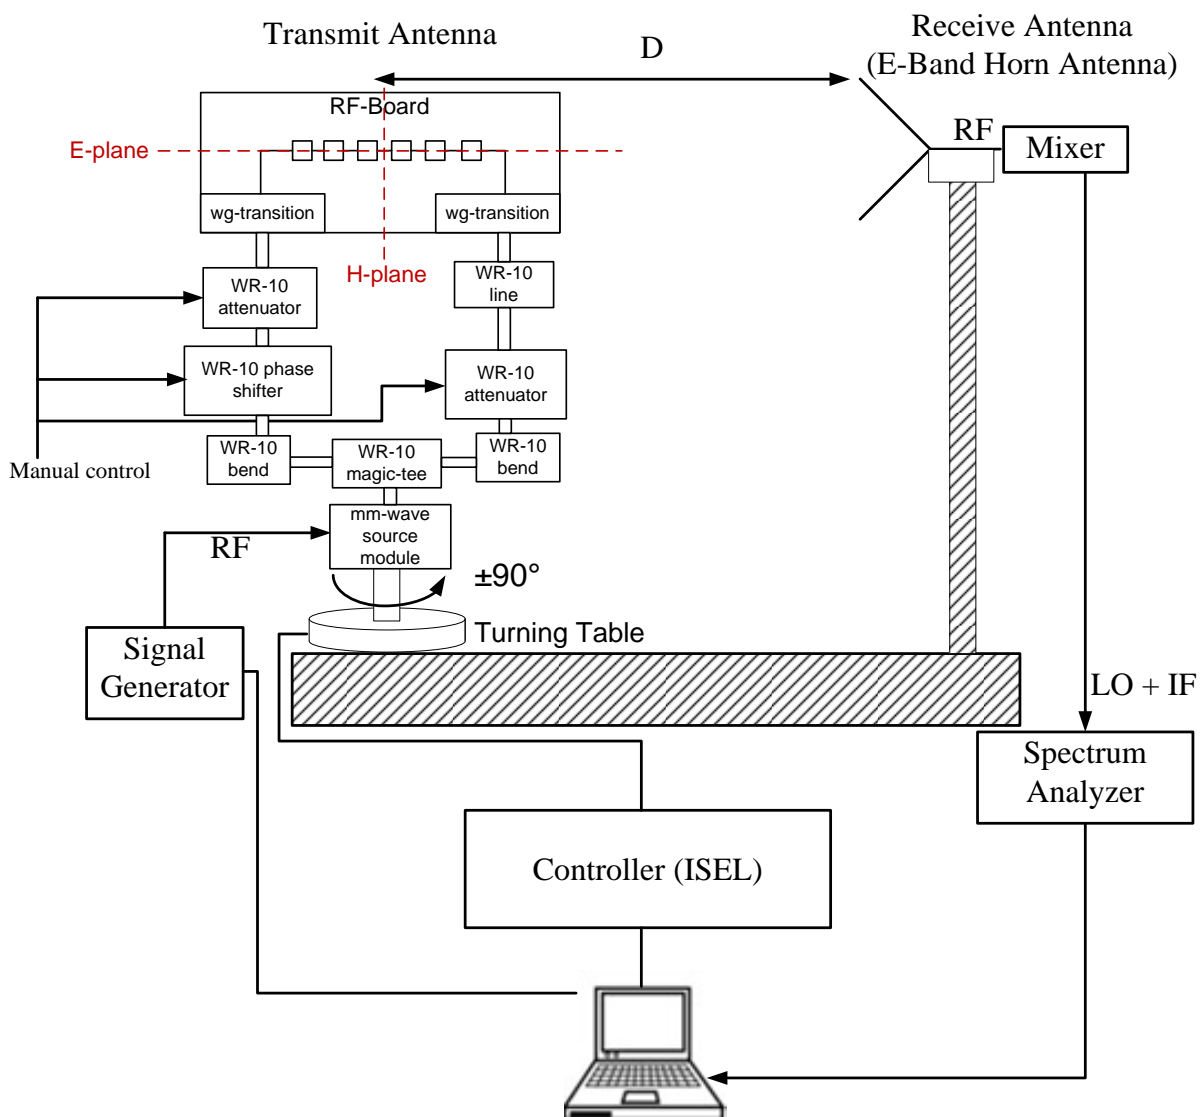 Transmit Antenna
D
Receive Antenna
(E-Band Horn Antenna)
RF-Board
E-plane
RF
Mixer
wg-transition
wg-transition
H-plane
WR-10
attenuator
WR-10
line
WR-10 phase
shifter
WR-10
attenuator
WR-10
bend
WR-10
magic-tee
WR-10
bend
Manual control
mm-wave
source
module
RF
±90°
Turning Table
Signal
Generator
LO + IF
Spectrum
Analyzer
Controller (ISEL)